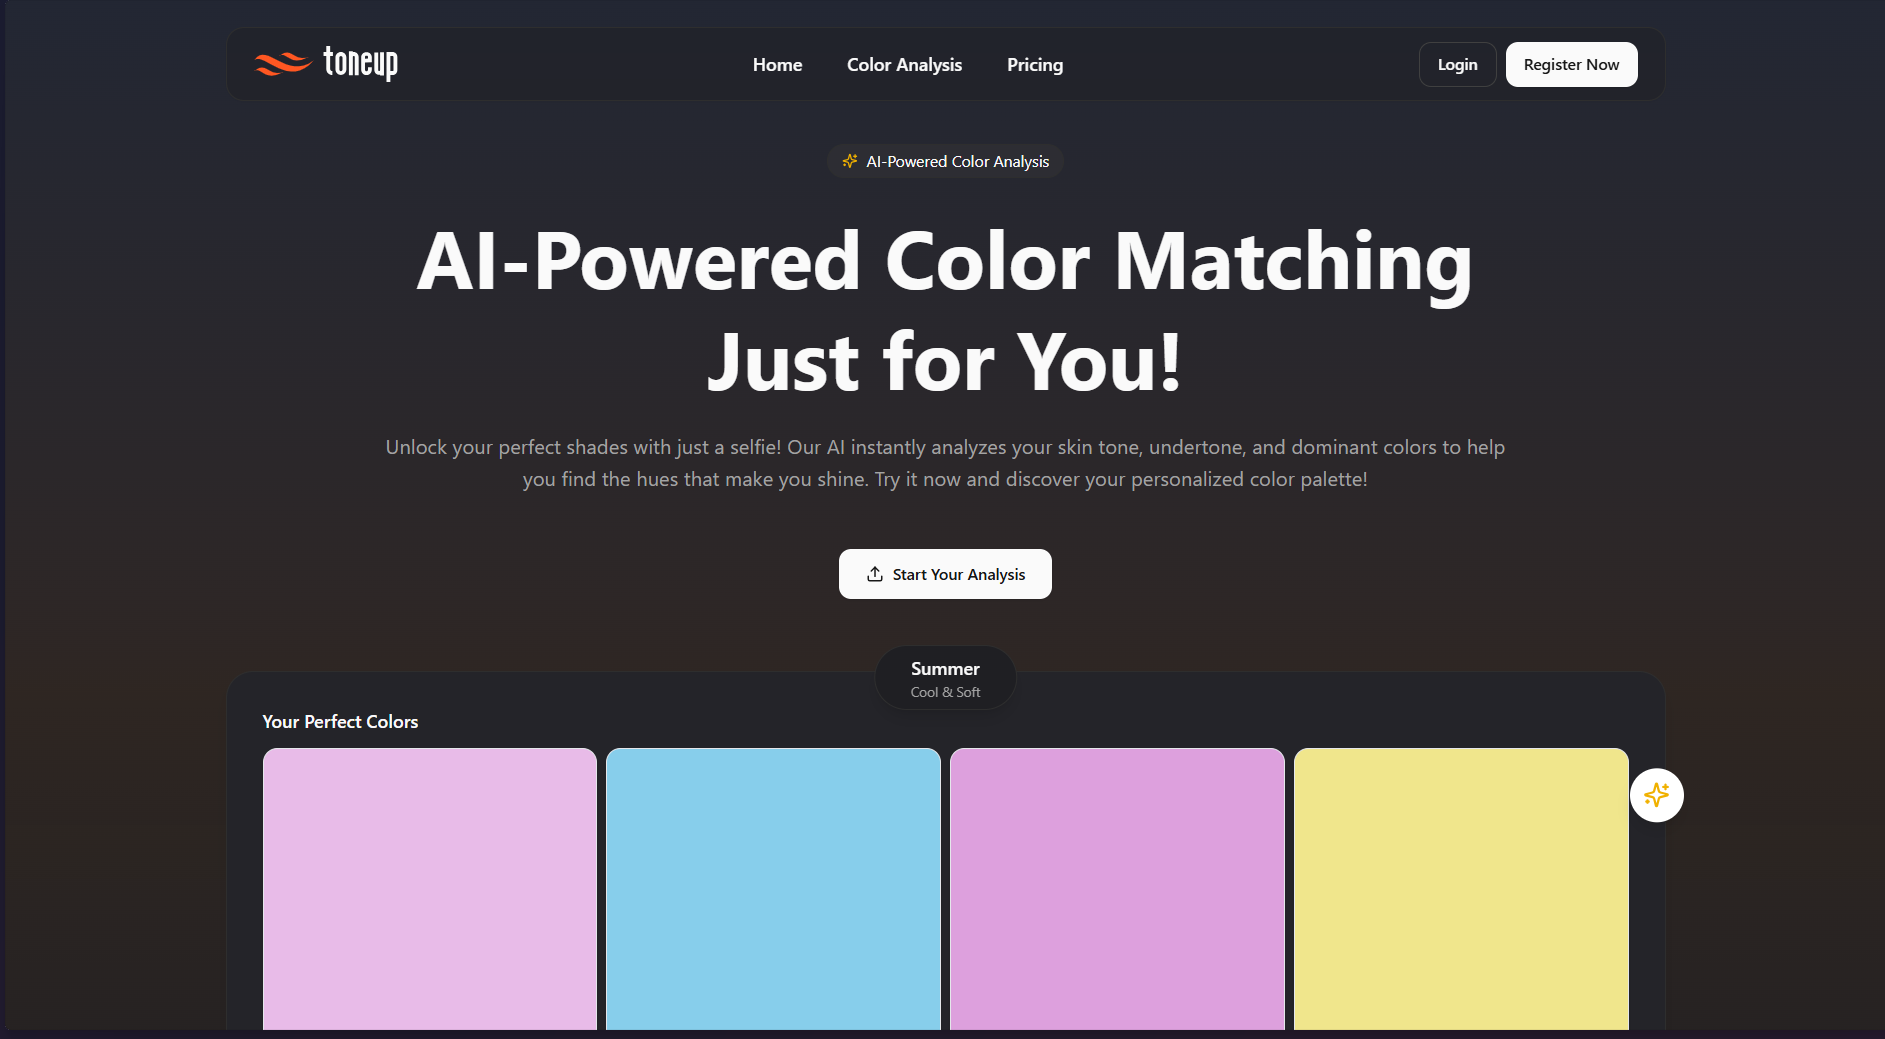 toneup
Home
Color Analysis
Pricing
Login
Register Now
AI-Powered Color Analysis
AI-Powered Color Matching
Just for You!
Unlock your perfect shades with just a selfie! Our AI instantly analyzes your skin tone, undertone, and dominant colors to help
you find the hues that make you shine. Try it now and discover your personalized color palette!
Start Your Analysis
Summer
Cool & Soft
Your Perfect Colors